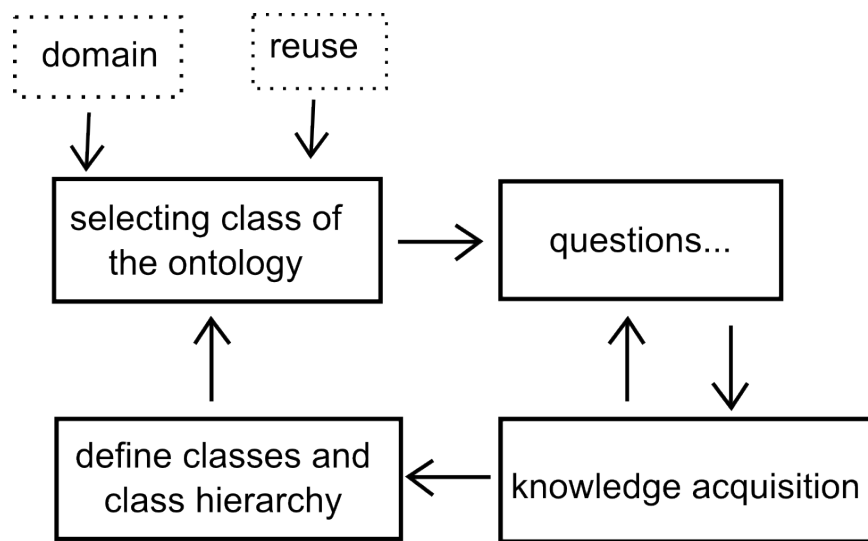 domain
reuse
selecting class of
the ontology
questions...
define classes and
class hierarchy
knowledge acquisition